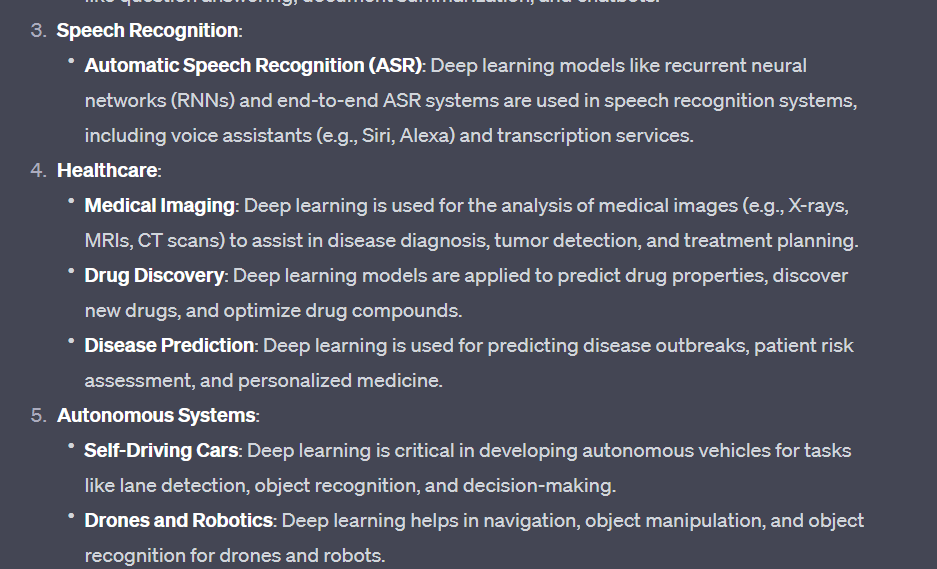 like question answering, document summarization, and chatbots.
3. Speech Recognition:
• Automatic Speech Recognition (ASR): Deep learning models like recurrent neural
networks (RNNs) and end-to-end ASR systems are used in speech recognition systems,
including voice assistants (e.g., Siri, Alexa) and transcription services.
4. Healthcare:
• Medical Imaging: Deep learning is used for the analysis of medical images (e.g., X-rays,
MRIs, CT scans) to assist in disease diagnosis, tumor detection, and treatment planning.
• Drug Discovery: Deep learning models are applied to predict drug properties, discover
new drugs, and optimize drug compounds.
• Disease Prediction: Deep learning is used for predicting disease outbreaks, patient risk
assessment, and personalized medicine.
5. Autonomous Systems:
• Self-Driving Cars: Deep learning is critical in developing autonomous vehicles for tasks
like lane detection, object recognition, and decision-making.
• Drones and Robotics: Deep learning helps in navigation, object manipulation, and object
recognition for drones and robots.